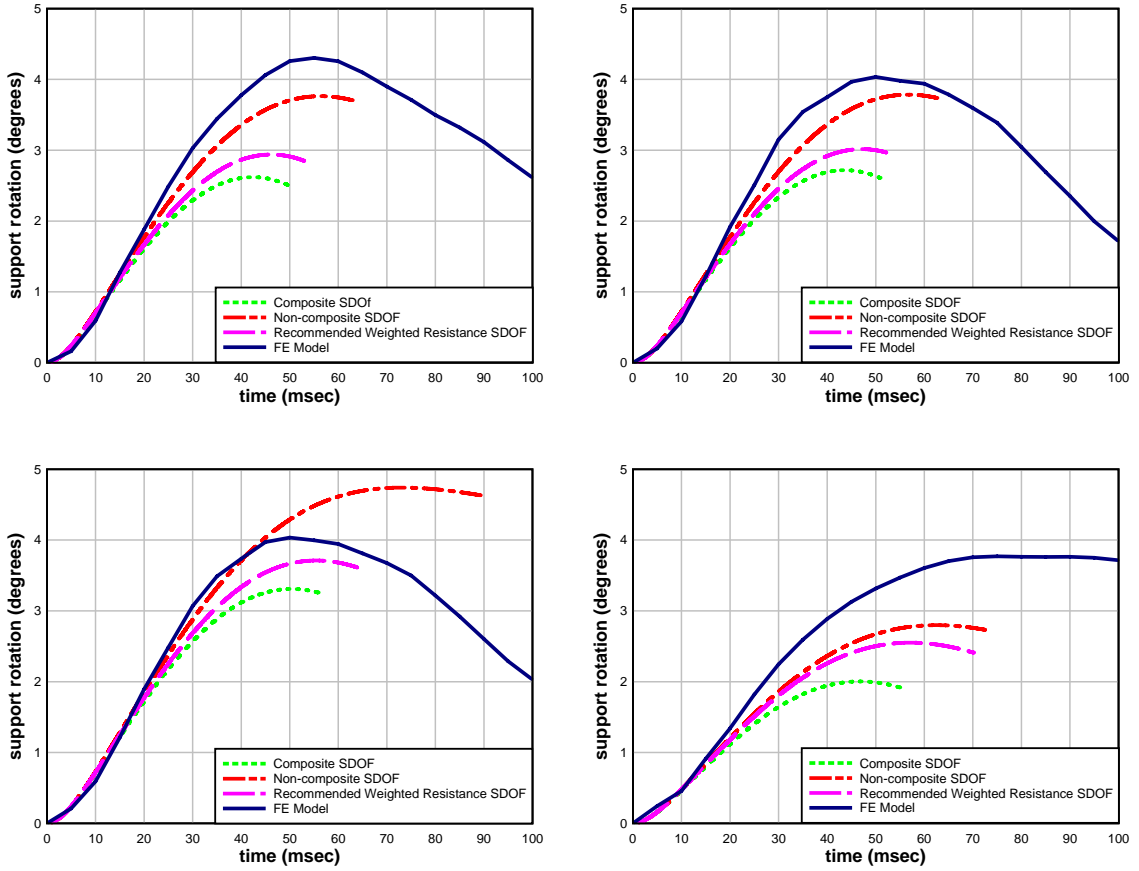 5
4
3
2
1
0
support rotation (degrees)
Composite SDOf
Non-composite SDOF
Recommended Weighted Resistance SDOF
FE Model
0 10 20 30 40 50 60 70 80 90 100
time (msec)
5
4
3
2
1
0
support rotation (degrees)
Composite SDOF
Non-composite SDOF
Recommended Weighted Resistance SDOF
FE Model
0 10 20 30 40 50 60 70 80 90 100
time (msec)
5
4
3
2
1
0
support rotation (degrees)
Composite SDOF
Non-composite SDOF
Recommended Weighted Resistance SDOF
FE Model
0 10 20 30 40 50 60 70 80 90 100
time (msec)
5
4
3
2
1
0
support rotation (degrees)
Composite SDOF
Non-composite SDOF
Recommended Weighted Resistance SDOF
FE Model
0 10 20 30 40 50 60 70 80 90 100
time (msec)